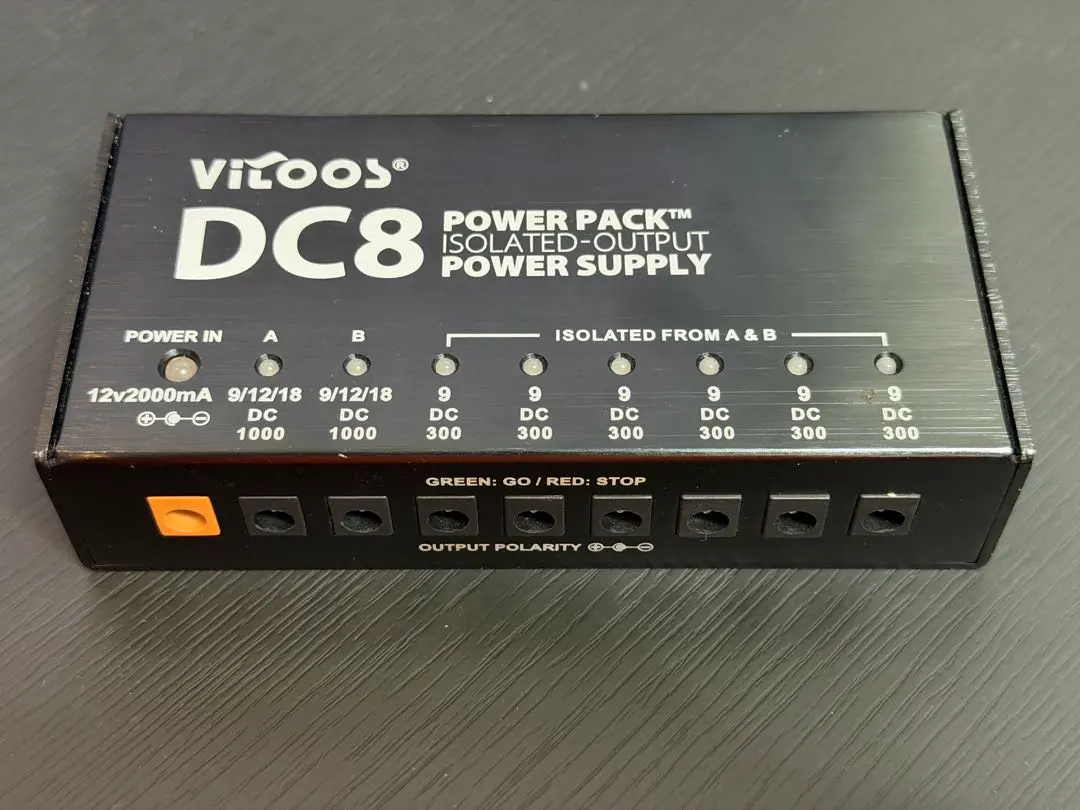 ViTOOS®
DC8 POWER PACK™
ISOLATED-OUTPUT
POWER SUPPLY
POWER IN A B ISOLATED FROM A & B
12v2000mA 9/12/18 9/12/18 9 9 9 9 9 9
DC DC DC DC DC DC DC DC
1000 1000 300 300 300 300 300 300
GREEN: GO / RED: STOP
OUTPUT POLARITY